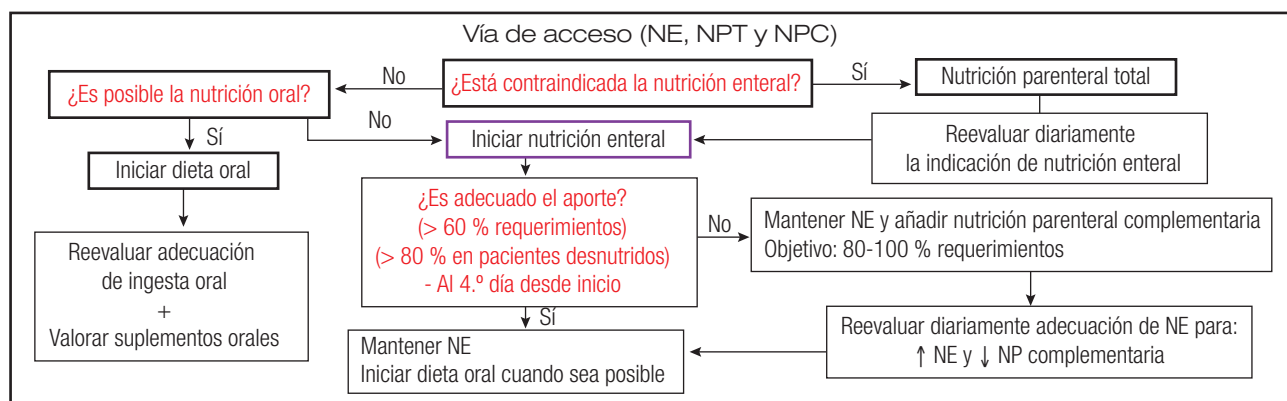 Vía de acceso (NE, NPT y NPC)
¿Es posible la nutrición oral?
No
¿Está contraindicada la nutrición enteral?
Sí
Nutrición parenteral total
Sí
No
Iniciar nutrición enteral
Reevaluar diariamente
la indicación de nutrición enteral
Iniciar dieta oral
¿Es adecuado el aporte?
(> 60 % requerimientos)
(> 80 % en pacientes desnutridos)
- Al 4.º día desde inicio
No
Mantener NE y añadir nutrición parenteral complementaria
Objetivo: 80-100 % requerimientos
Reevaluar adecuación
de ingesta oral
+
Valorar suplementos orales
Sí
Mantener NE
Iniciar dieta oral cuando sea posible
Reevaluar diariamente adecuación de NE para:
↑ NE y ↓ NP complementaria